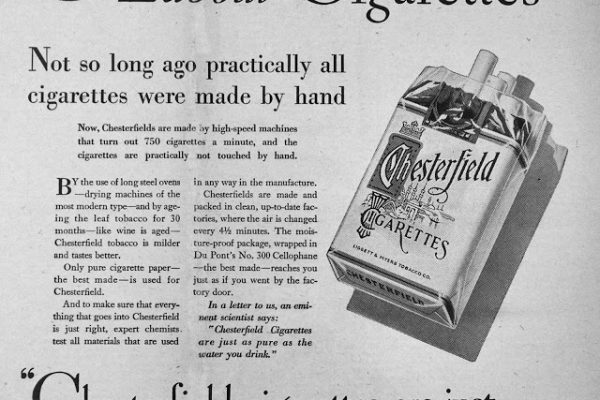 Labout Cigarettes
Not so long ago practically all
cigarettes were made by hand
Now, Chesterfields are made by high-speed machines
that turn out 750 cigarettes a minute, and the
cigarettes are practically not touched by hand.
BY the use of long steel ovens
—drying machines of the
most modern type—and by age-
ing the leaf tobacco for 30
months—like wine is aged—
Chesterfield tobacco is milder
and tastes better.
Only pure cigarette paper—
the best made—is used for
Chesterfield.
And to make sure that every-
thing that goes into Chesterfield
is just right, expert chemists
test all materials that are used
in any way in the manufacture.
Chesterfields are made and
packed in clean, up-to-date fac-
tories, where the air is changed
every 4½ minutes. The mois-
ture-proof package, wrapped in
Du Pont's No. 300 Cellophane
—the best made—reaches you
just as if you went by the fac-
tory door.
In a letter to us, an emi-
nent scientist says:
"Chesterfield Cigarettes
are just as pure as the
water you drink."
Chesterfield
CIGARETTES
LIGGETT & MYERS TOBACCO CO.
CHESTERFIELD
"Chesterfield cigarettes are just